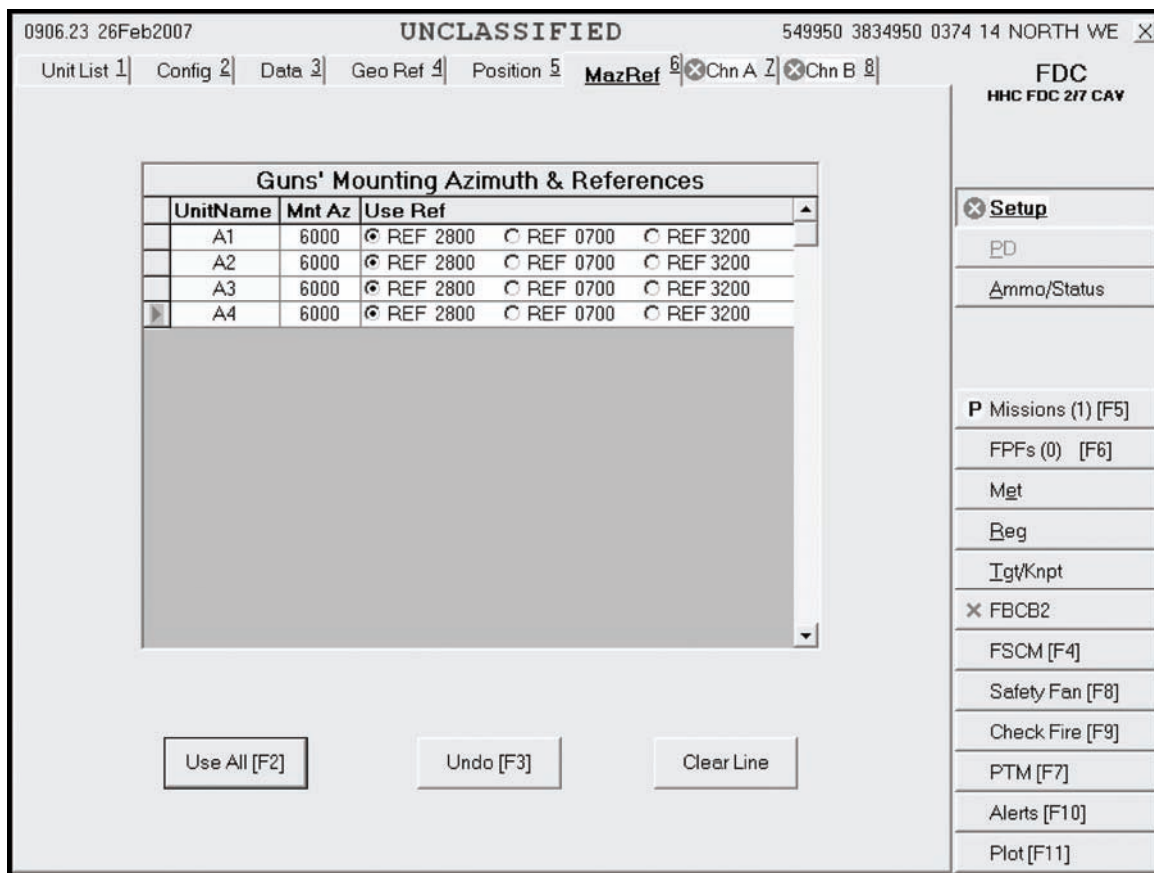 0906.23 26Feb2007 UNCLASSIFIED 549950 3834950 0374 14 NORTH WE X
Unit List 1 Config 2 Data 3 Geo Ref 4 Position 5 MazRef 6 Chn A 7 Chn B 8
FDC
HHC FDC 2/7 CAV
Guns' Mounting Azimuth & References
UnitName Mnt Az Use Ref
A1 6000 REF 2800 REF 0700 REF 3200
A2 6000 REF 2800 REF 0700 REF 3200
A3 6000 REF 2800 REF 0700 REF 3200
A4 6000 REF 2800 REF 0700 REF 3200
Use All [F2] Undo [F3] Clear Line
Setup
PD
Ammo/Status
P Missions (1) [F5]
FPFs (0) [F6]
Met
Reg
Tgt/Knpt
FBCB2
FSCM [F4]
Safety Fan [F8]
Check Fire [F9]
PTM [F7]
Alerts [F10]
Plot [F11]